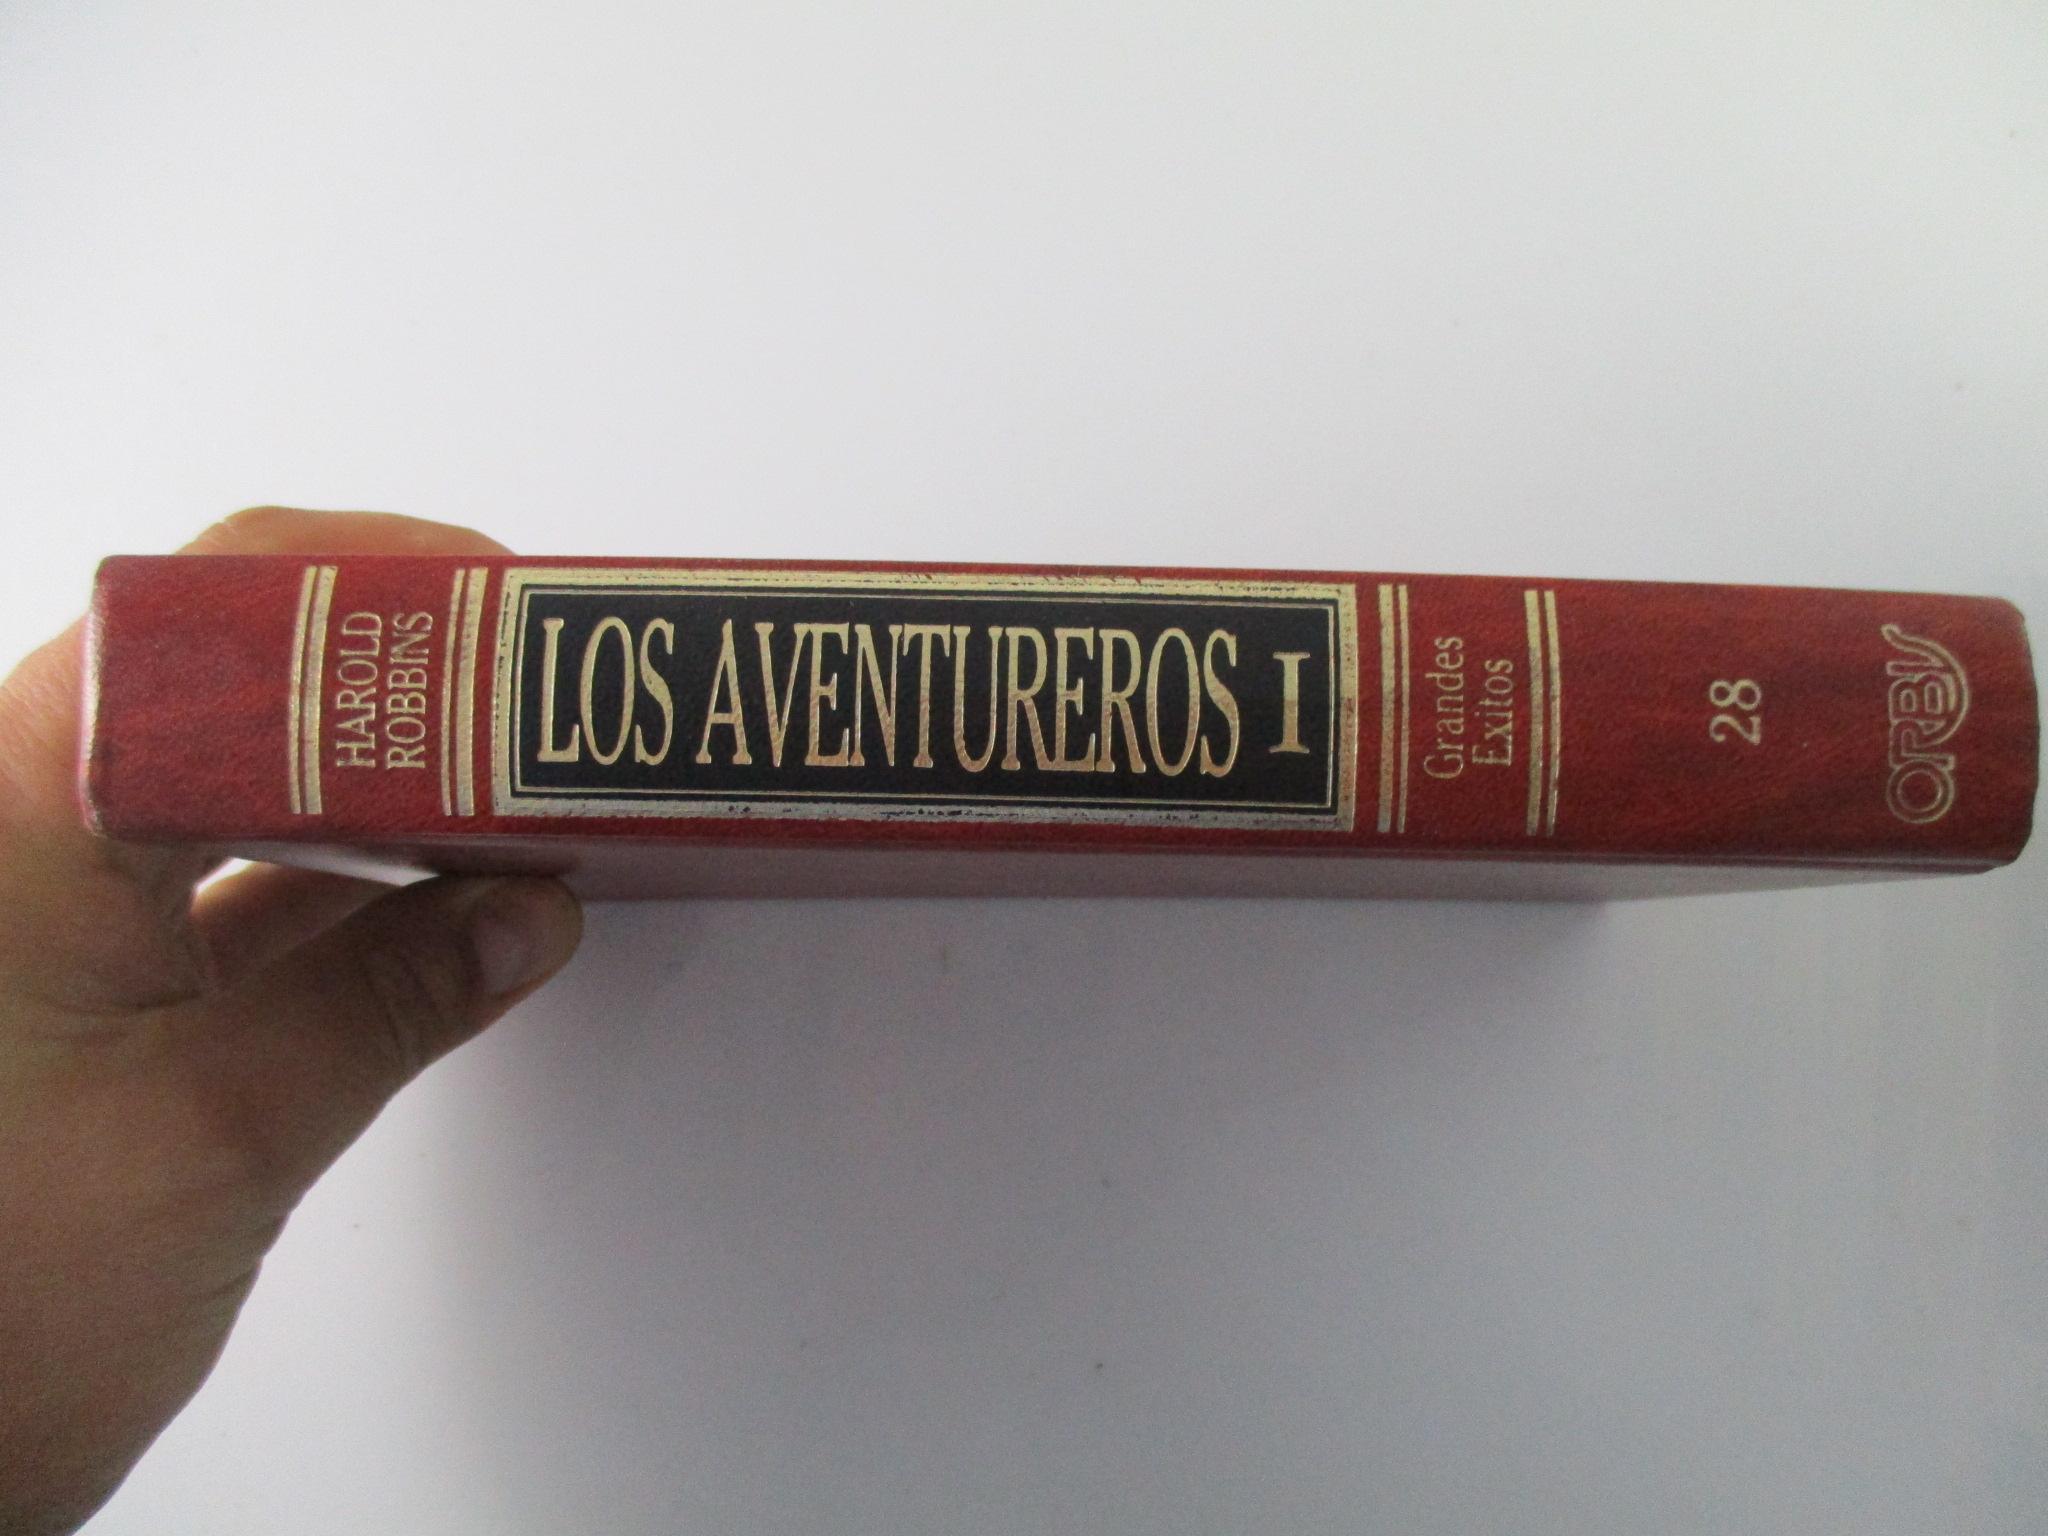 HAROLD
ROBBINS
LOS AVENTUREROS I
Grandes
Exitos
28
ORBIS